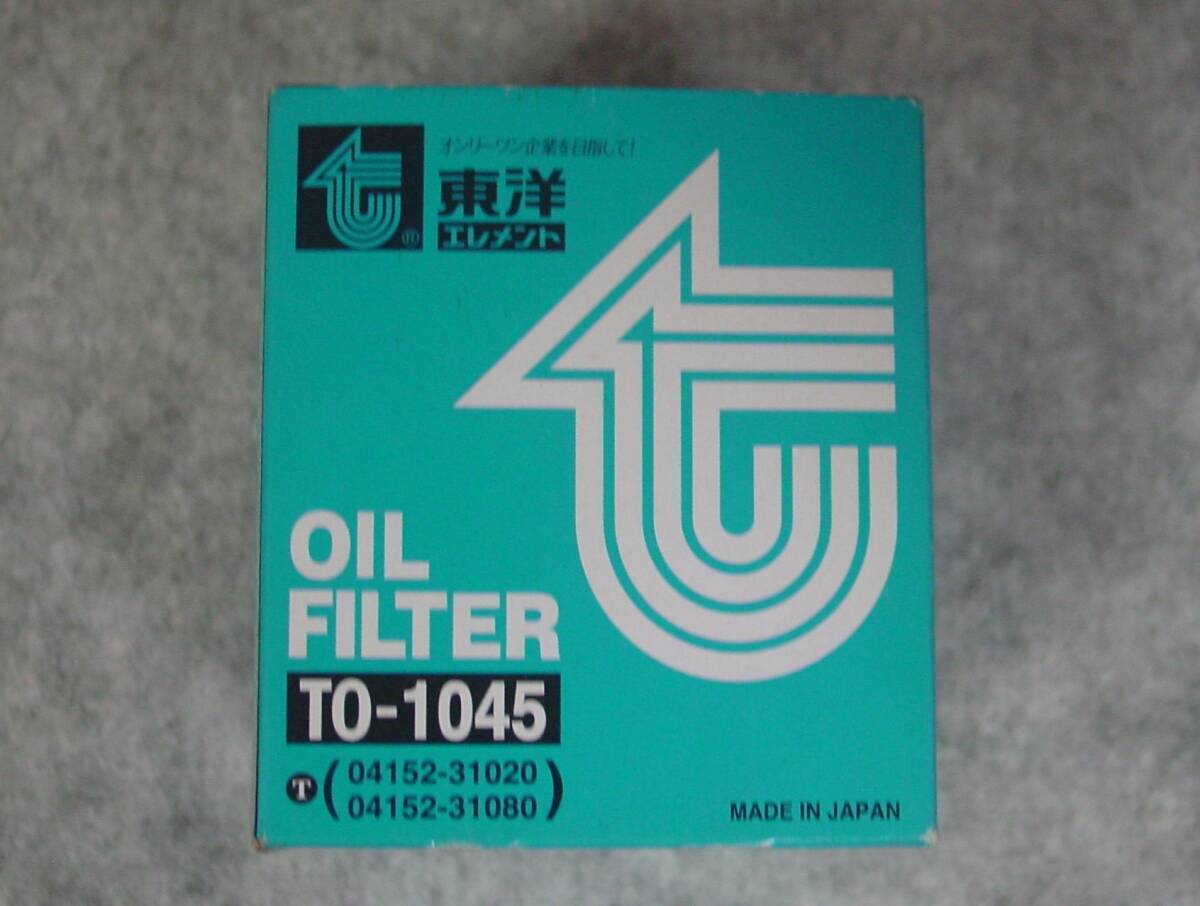 オンリーワン企業を目指して!
東洋
エレメント
®
OIL
FILTER
TO-1045
T (04152-31020
04152-31080)
MADE IN JAPAN